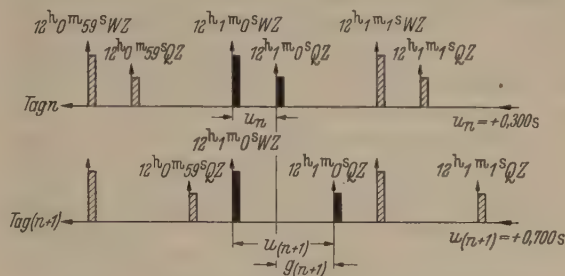 12ʰ0ᵐ59ˢWZ 12ʰ1ᵐ0ˢWZ 12ʰ1ᵐ1ˢWZ
12ʰ0ᵐ59ˢQZ 12ʰ1ᵐ0ˢQZ 12ʰ1ᵐ1ˢQZ
Tag n
uₙ
uₙ = +0,300 s
12ʰ1ᵐ0ˢWZ
12ʰ0ᵐ59ˢQZ 12ʰ1ᵐ0ˢQZ 12ʰ1ᵐ1ˢQZ
Tag (n+1)
u₍ₙ₊₁₎
u₍ₙ₊₁₎ = +0,700 s
g₍ₙ₊₁₎